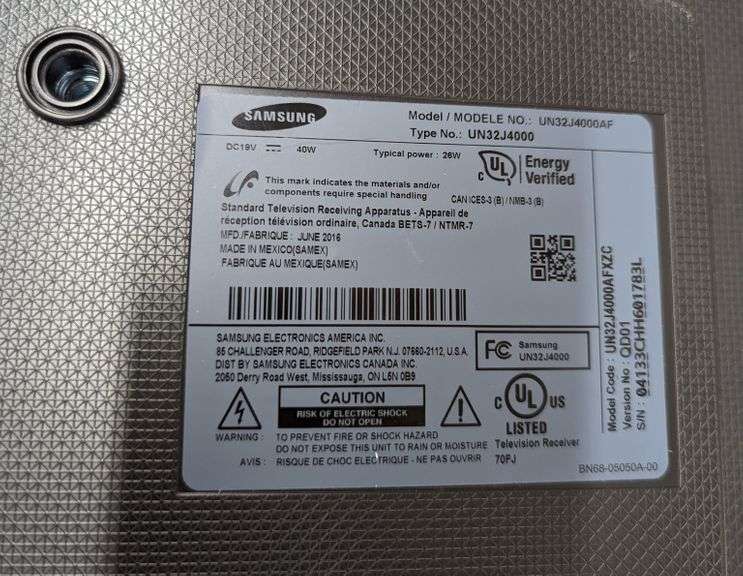 SAMSUNG
Model / MODELE NO.: UN32J4000AF
Type No.: UN32J4000
DC19V 40W Typical power : 26W
c UL Energy Verified
This mark indicates the materials and/or
components require special handling
CAN ICES-3 (B) / NMB-3 (B)
Standard Television Receiving Apparatus - Appareil de
réception télévision ordinaire, Canada BETS-7 / NTMR-7
MFD./FABRIQUE : JUNE 2016
MADE IN MEXICO(SAMEX)
FABRIQUE AU MEXIQUE(SAMEX)
SAMSUNG ELECTRONICS AMERICA INC.
85 CHALLENGER ROAD, RIDGEFIELD PARK N.J. 07660-2112, U.S.A.
DIST BY SAMSUNG ELECTRONICS CANADA INC.
2050 Derry Road West, Mississauga, ON L5N 0B9
FC Samsung
UN32J4000
CAUTION
RISK OF ELECTRIC SHOCK
DO NOT OPEN
WARNING : TO PREVENT FIRE OR SHOCK HAZARD
DO NOT EXPOSE THIS UNIT TO RAIN OR MOISTURE
AVIS : RISQUE DE CHOC ELECTRIQUE - NE PAS OUVRIR
c UL US
LISTED
Television Receiver
70FJ
BN68-05050A-00
Model Code : UN32J4000AFXZC
Version No : QD01
S/N : 04133CHH601783L